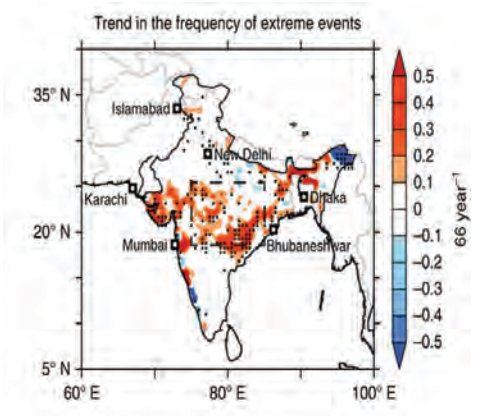 Trend in the frequency of extreme events
35° N
20° N
5° N
60° E
80° E
100° E
Islamabad
New Delhi
Karachi
Dhaka
Mumbai
Bhubaneshwar
0.5
0.4
0.3
0.2
0.1
0
-0.1
-0.2
-0.3
-0.4
-0.5
66 year⁻¹